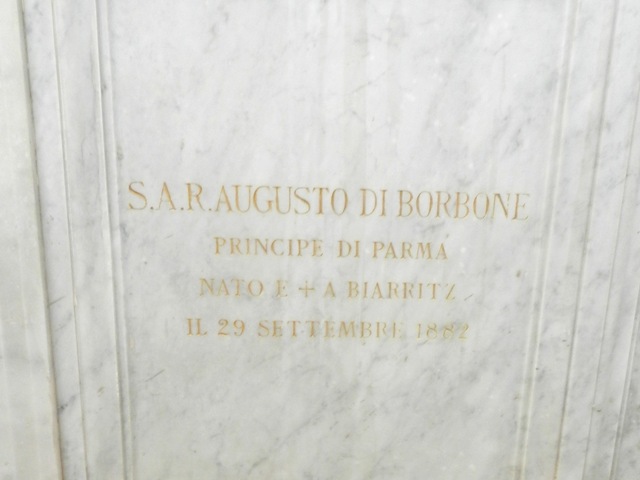 S.A.R. AUGUSTO DI BORBONE
PRINCIPE DI PARMA
NATO E + A BIARRITZ
IL 29 SETTEMBRE 1882